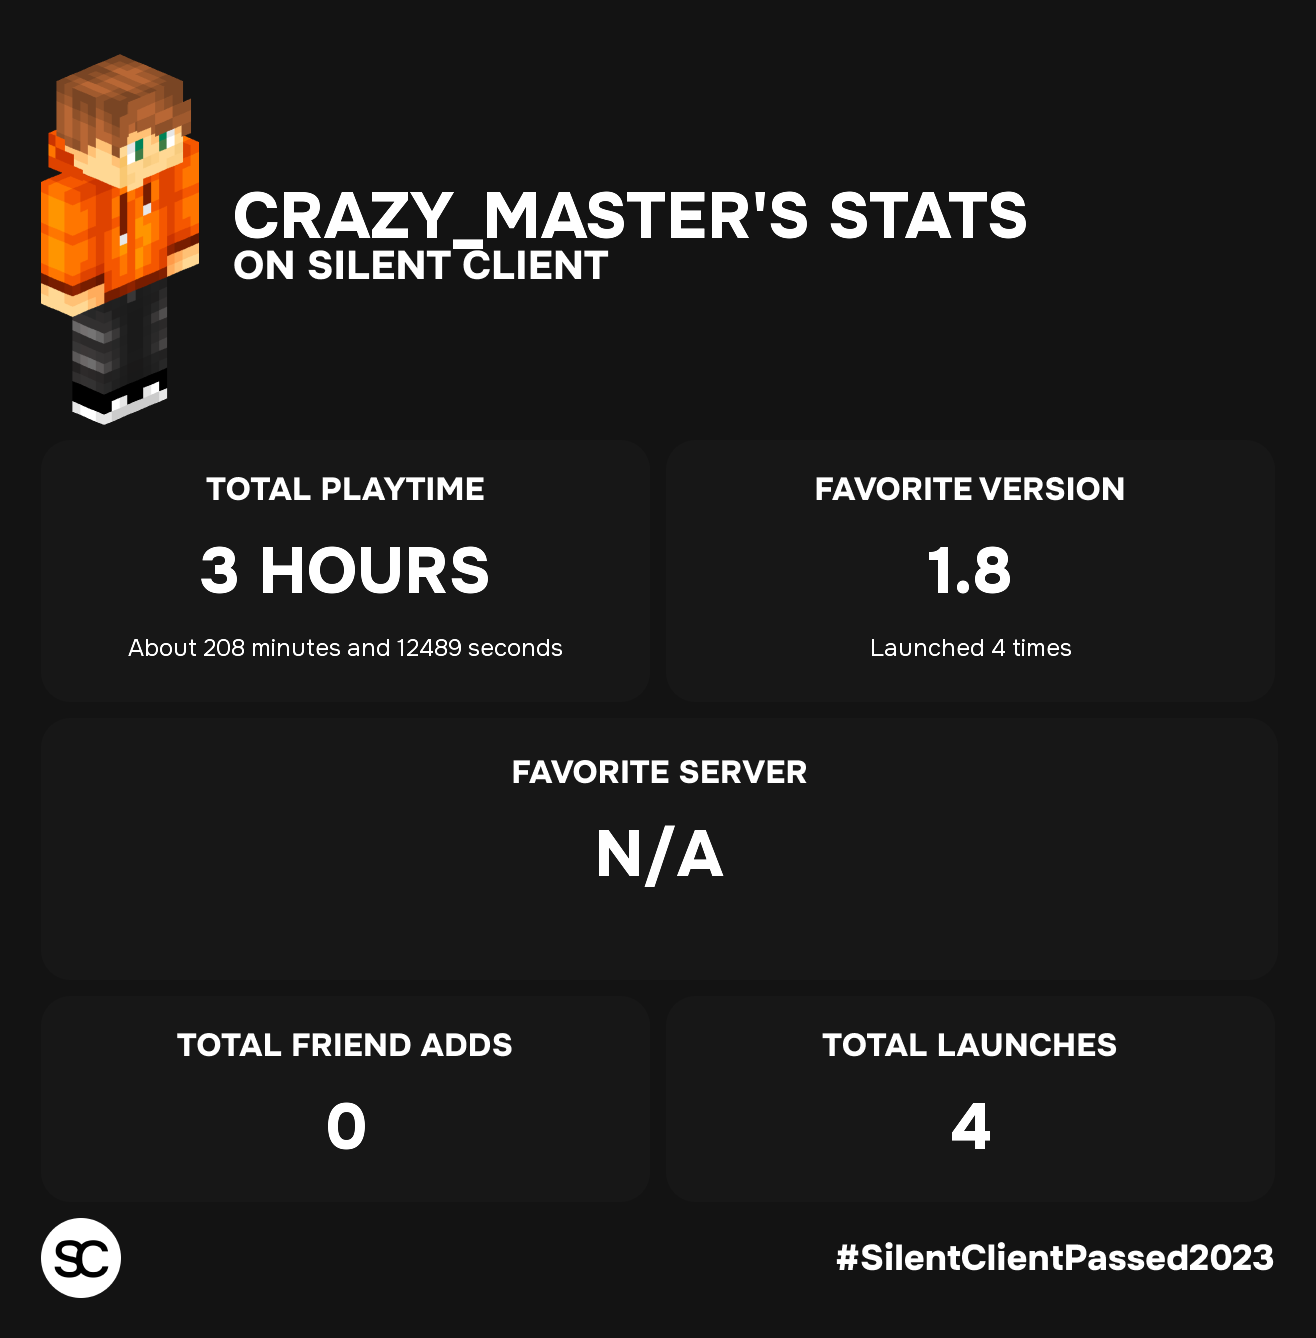 CRAZY_MASTER'S STATS
ON SILENT CLIENT
TOTAL PLAYTIME
3 HOURS
About 208 minutes and 12489 seconds
FAVORITE VERSION
1.8
Launched 4 times
FAVORITE SERVER
N/A
TOTAL FRIEND ADDS
0
TOTAL LAUNCHES
4
SC
#SilentClientPassed2023